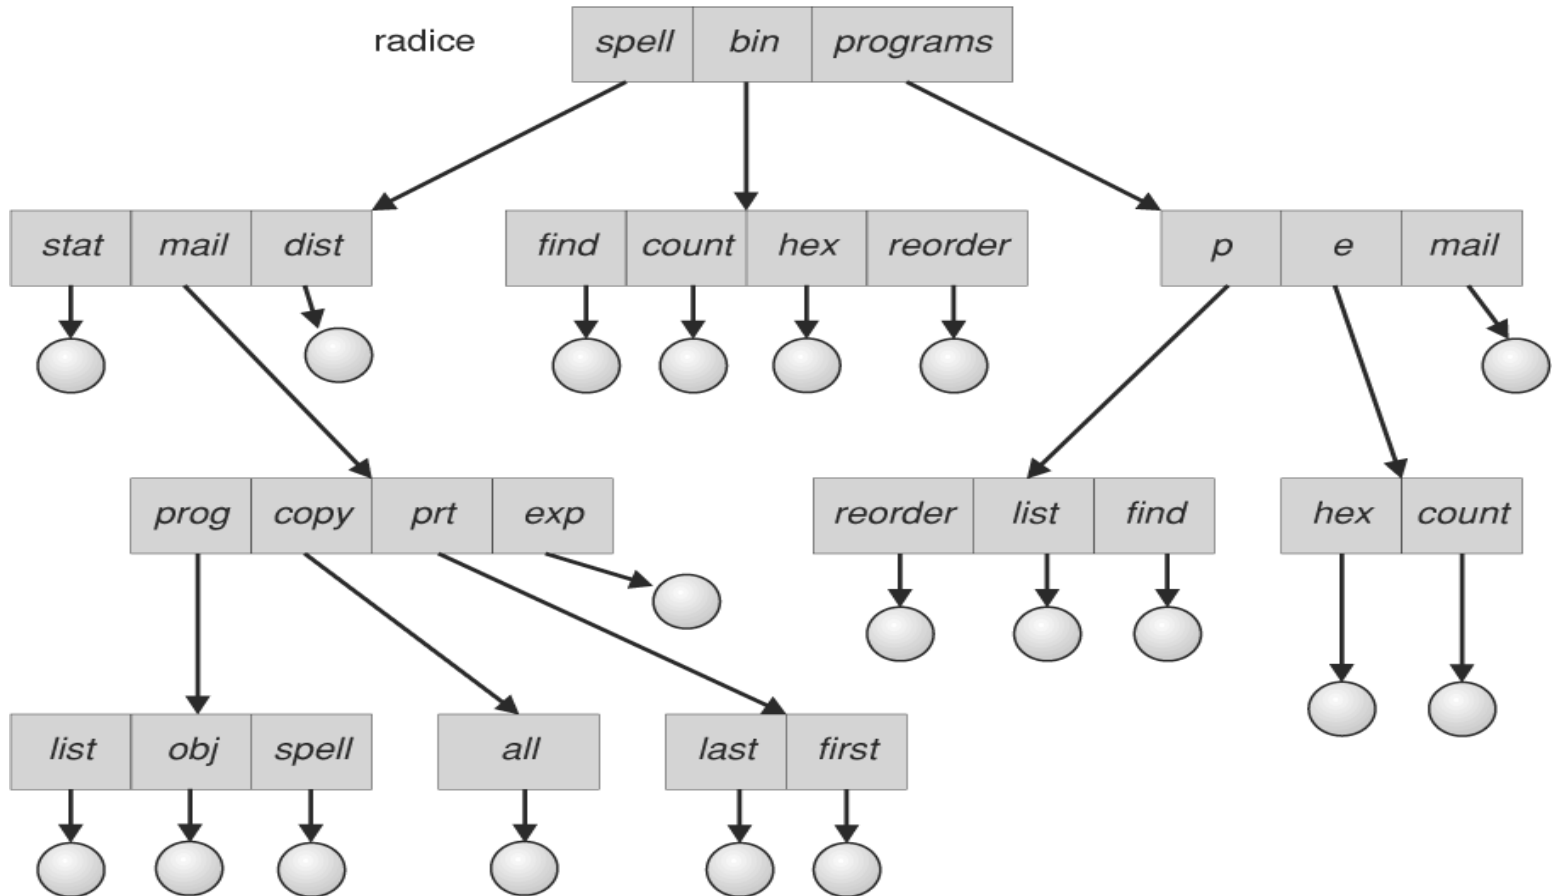 radice spell bin programs
stat mail dist find count hex reorder p e mail
prog copy prt exp reorder list find hex count
list obj spell all last first